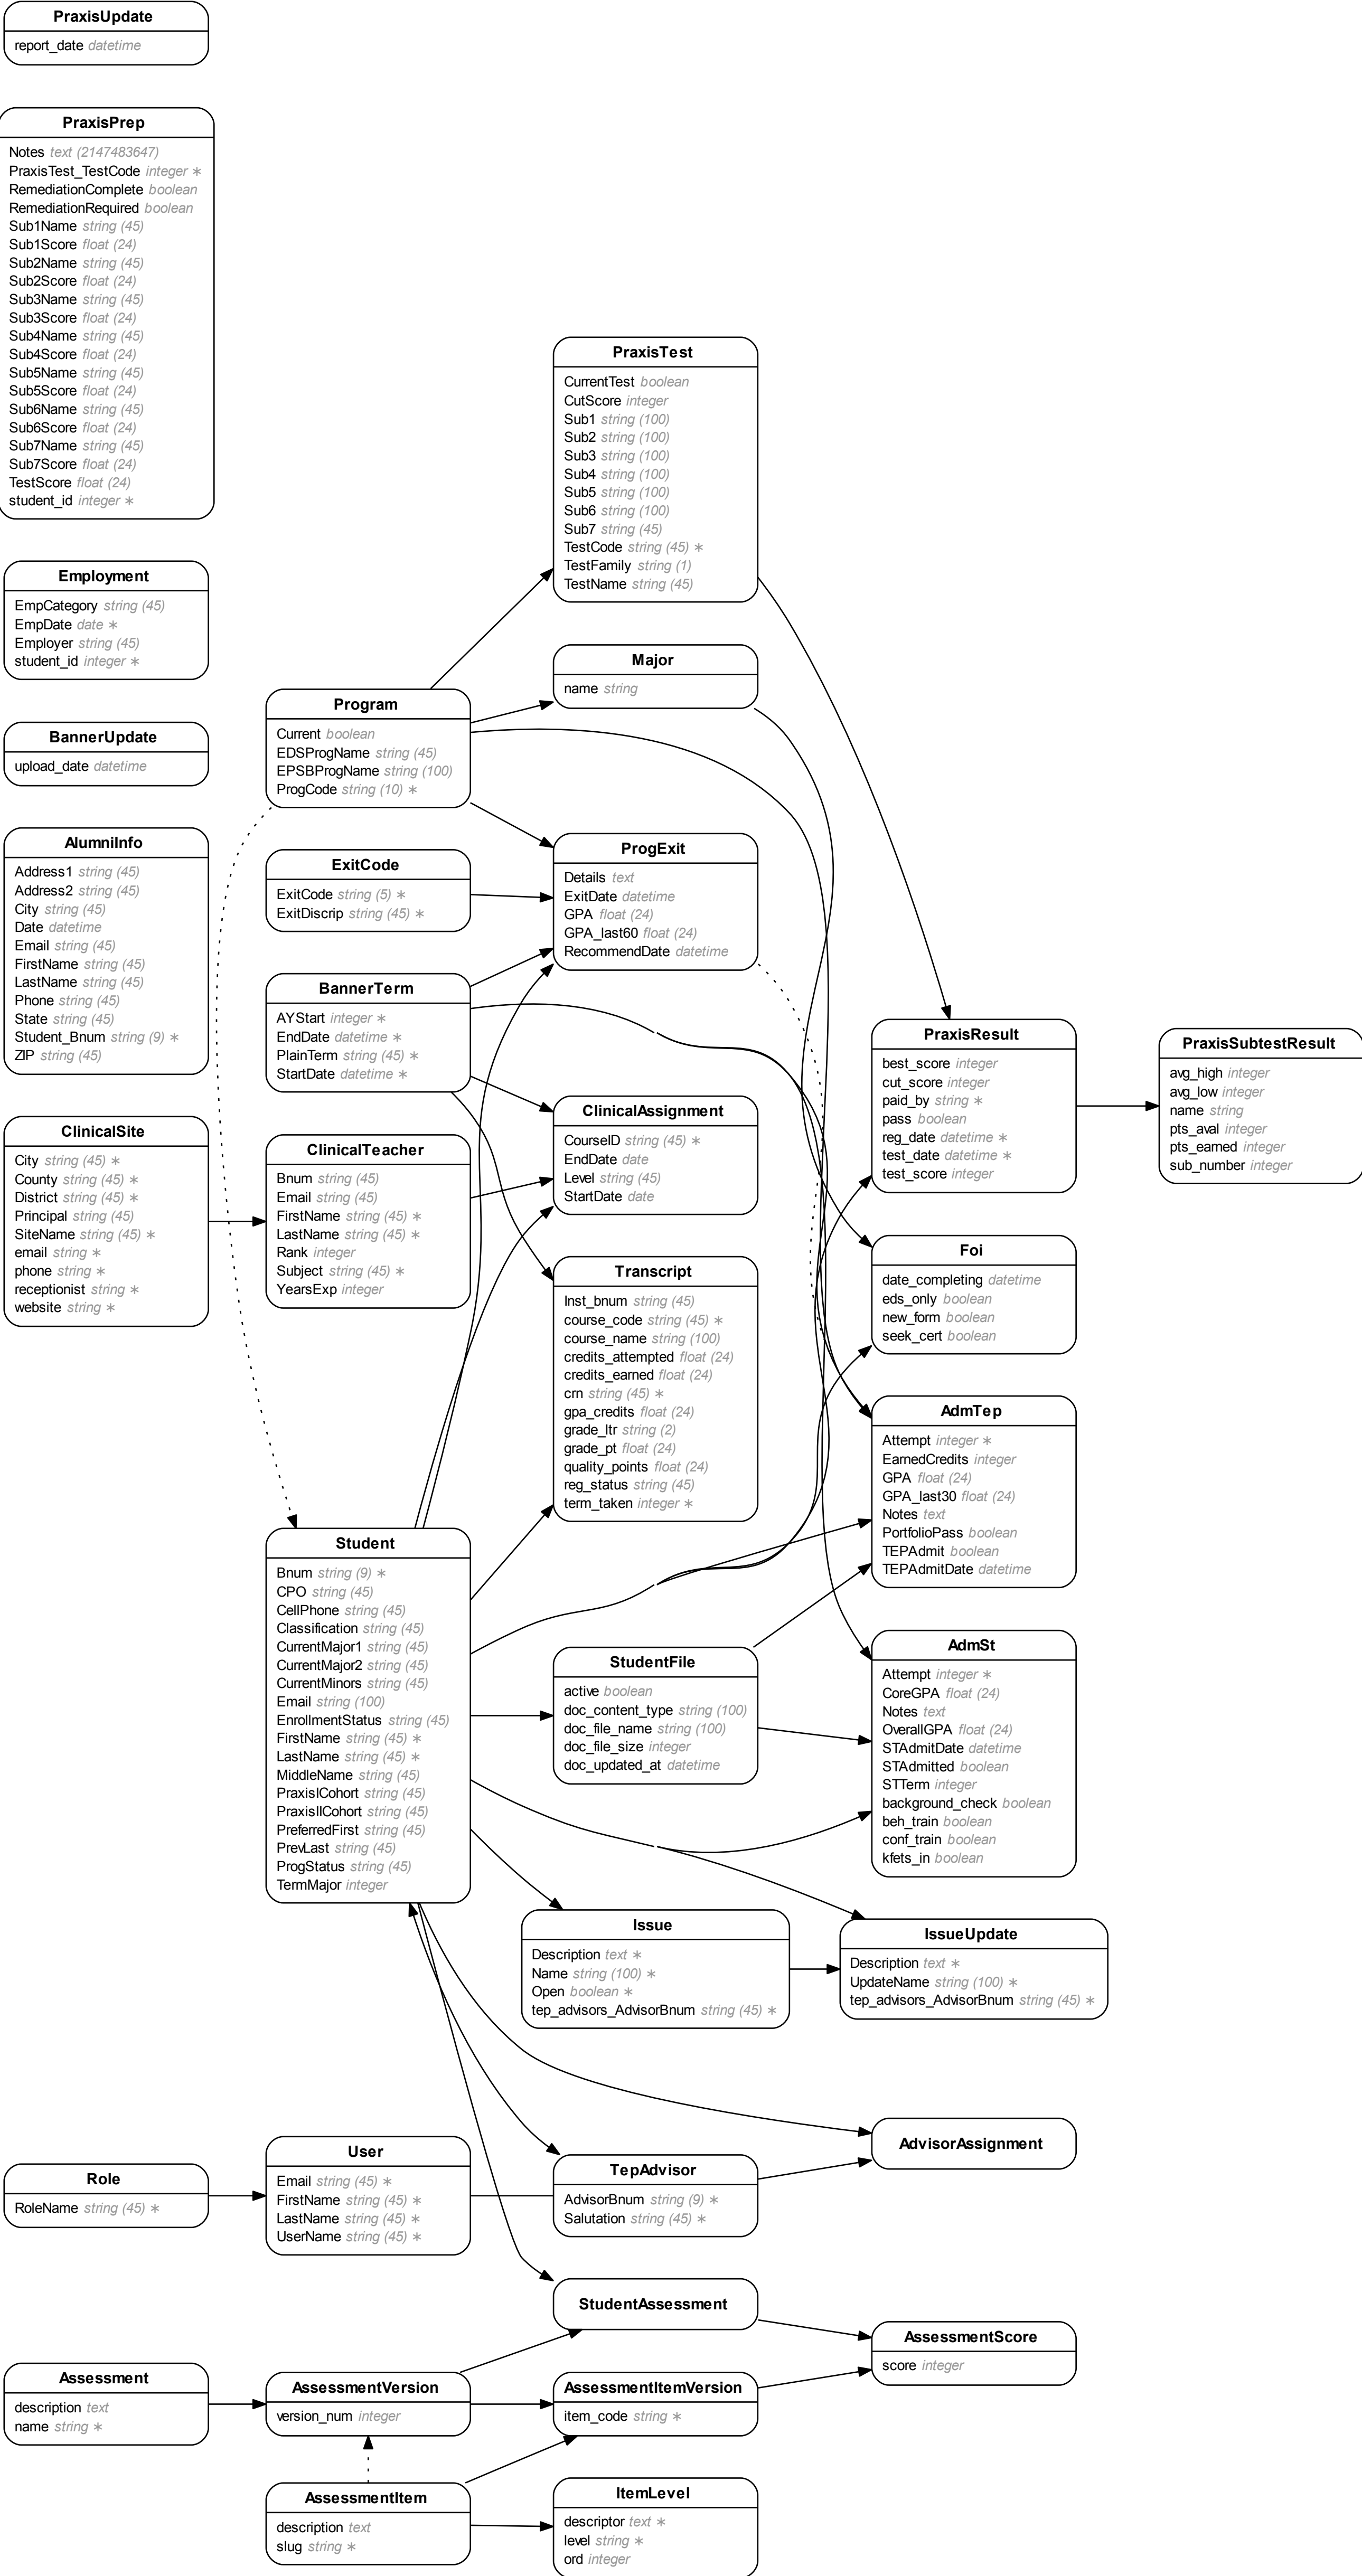 PraxisUpdate
report_date datetime
PraxisPrep
Notes text (2147483647)
PraxisTest_TestCode integer ∗
RemediationComplete boolean
RemediationRequired boolean
Sub1Name string (45)
Sub1Score float (24)
Sub2Name string (45)
Sub2Score float (24)
Sub3Name string (45)
Sub3Score float (24)
Sub4Name string (45)
Sub4Score float (24)
Sub5Name string (45)
Sub5Score float (24)
Sub6Name string (45)
Sub6Score float (24)
Sub7Name string (45)
Sub7Score float (24)
TestScore float (24)
student_id integer ∗
Employment
EmpCategory string (45)
EmpDate date ∗
Employer string (45)
student_id integer ∗
BannerUpdate
upload_date datetime
AlumniInfo
Address1 string (45)
Address2 string (45)
City string (45)
Date datetime
Email string (45)
FirstName string (45)
LastName string (45)
Phone string (45)
State string (45)
Student_Bnum string (9) ∗
ZIP string (45)
ClinicalSite
City string (45) ∗
County string (45) ∗
District string (45) ∗
Principal string (45)
SiteName string (45) ∗
email string ∗
phone string ∗
receptionist string ∗
website string ∗
Role
RoleName string (45) ∗
Assessment
description text
name string ∗
Program
Current boolean
EDSProgName string (45)
EPSBProgName string (100)
ProgCode string (10) ∗
ExitCode
ExitCode string (5) ∗
ExitDiscrip string (45) ∗
BannerTerm
AYStart integer ∗
EndDate datetime ∗
PlainTerm string (45) ∗
StartDate datetime ∗
ClinicalTeacher
Bnum string (45)
Email string (45)
FirstName string (45) ∗
LastName string (45) ∗
Rank integer
Subject string (45) ∗
YearsExp integer
Student
Bnum string (9) ∗
CPO string (45)
CellPhone string (45)
Classification string (45)
CurrentMajor1 string (45)
CurrentMajor2 string (45)
CurrentMinors string (45)
Email string (100)
EnrollmentStatus string (45)
FirstName string (45) ∗
LastName string (45) ∗
MiddleName string (45)
PraxisICohort string (45)
PraxisIICohort string (45)
PreferredFirst string (45)
PrevLast string (45)
ProgStatus string (45)
TermMajor integer
User
Email string (45) ∗
FirstName string (45) ∗
LastName string (45) ∗
UserName string (45) ∗
AssessmentVersion
version_num integer
AssessmentItem
description text
slug string ∗
PraxisTest
CurrentTest boolean
CutScore integer
Sub1 string (100)
Sub2 string (100)
Sub3 string (100)
Sub4 string (100)
Sub5 string (100)
Sub6 string (100)
Sub7 string (45)
TestCode string (45) ∗
TestFamily string (1)
TestName string (45)
Major
name string
ProgExit
Details text
ExitDate datetime
GPA float (24)
GPA_last60 float (24)
RecommendDate datetime
ClinicalAssignment
CourseID string (45) ∗
EndDate date
Level string (45)
StartDate date
Transcript
Inst_bnum string (45)
course_code string (45) ∗
course_name string (100)
credits_attempted float (24)
credits_earned float (24)
crn string (45) ∗
gpa_credits float (24)
grade_ltr string (2)
grade_pt float (24)
quality_points float (24)
reg_status string (45)
term_taken integer ∗
StudentFile
active boolean
doc_content_type string (100)
doc_file_name string (100)
doc_file_size integer
doc_updated_at datetime
Issue
Description text ∗
Name string (100) ∗
Open boolean ∗
tep_advisors_AdvisorBnum string (45) ∗
TepAdvisor
AdvisorBnum string (9) ∗
Salutation string (45) ∗
StudentAssessment
AssessmentItemVersion
item_code string ∗
ItemLevel
descriptor text ∗
level string ∗
ord integer
PraxisResult
best_score integer
cut_score integer
paid_by string ∗
pass boolean
reg_date datetime ∗
test_date datetime ∗
test_score integer
Foi
date_completing datetime
eds_only boolean
new_form boolean
seek_cert boolean
AdmTep
Attempt integer ∗
EarnedCredits integer
GPA float (24)
GPA_last30 float (24)
Notes text
PortfolioPass boolean
TEPAdmit boolean
TEPAdmitDate datetime
AdmSt
Attempt integer ∗
CoreGPA float (24)
Notes text
OverallGPA float (24)
STAdmitDate datetime
STAdmitted boolean
STTerm integer
background_check boolean
beh_train boolean
conf_train boolean
kfets_in boolean
IssueUpdate
Description text ∗
UpdateName string (100) ∗
tep_advisors_AdvisorBnum string (45) ∗
AdvisorAssignment
AssessmentScore
score integer
PraxisSubtestResult
avg_high integer
avg_low integer
name string
pts_aval integer
pts_earned integer
sub_number integer